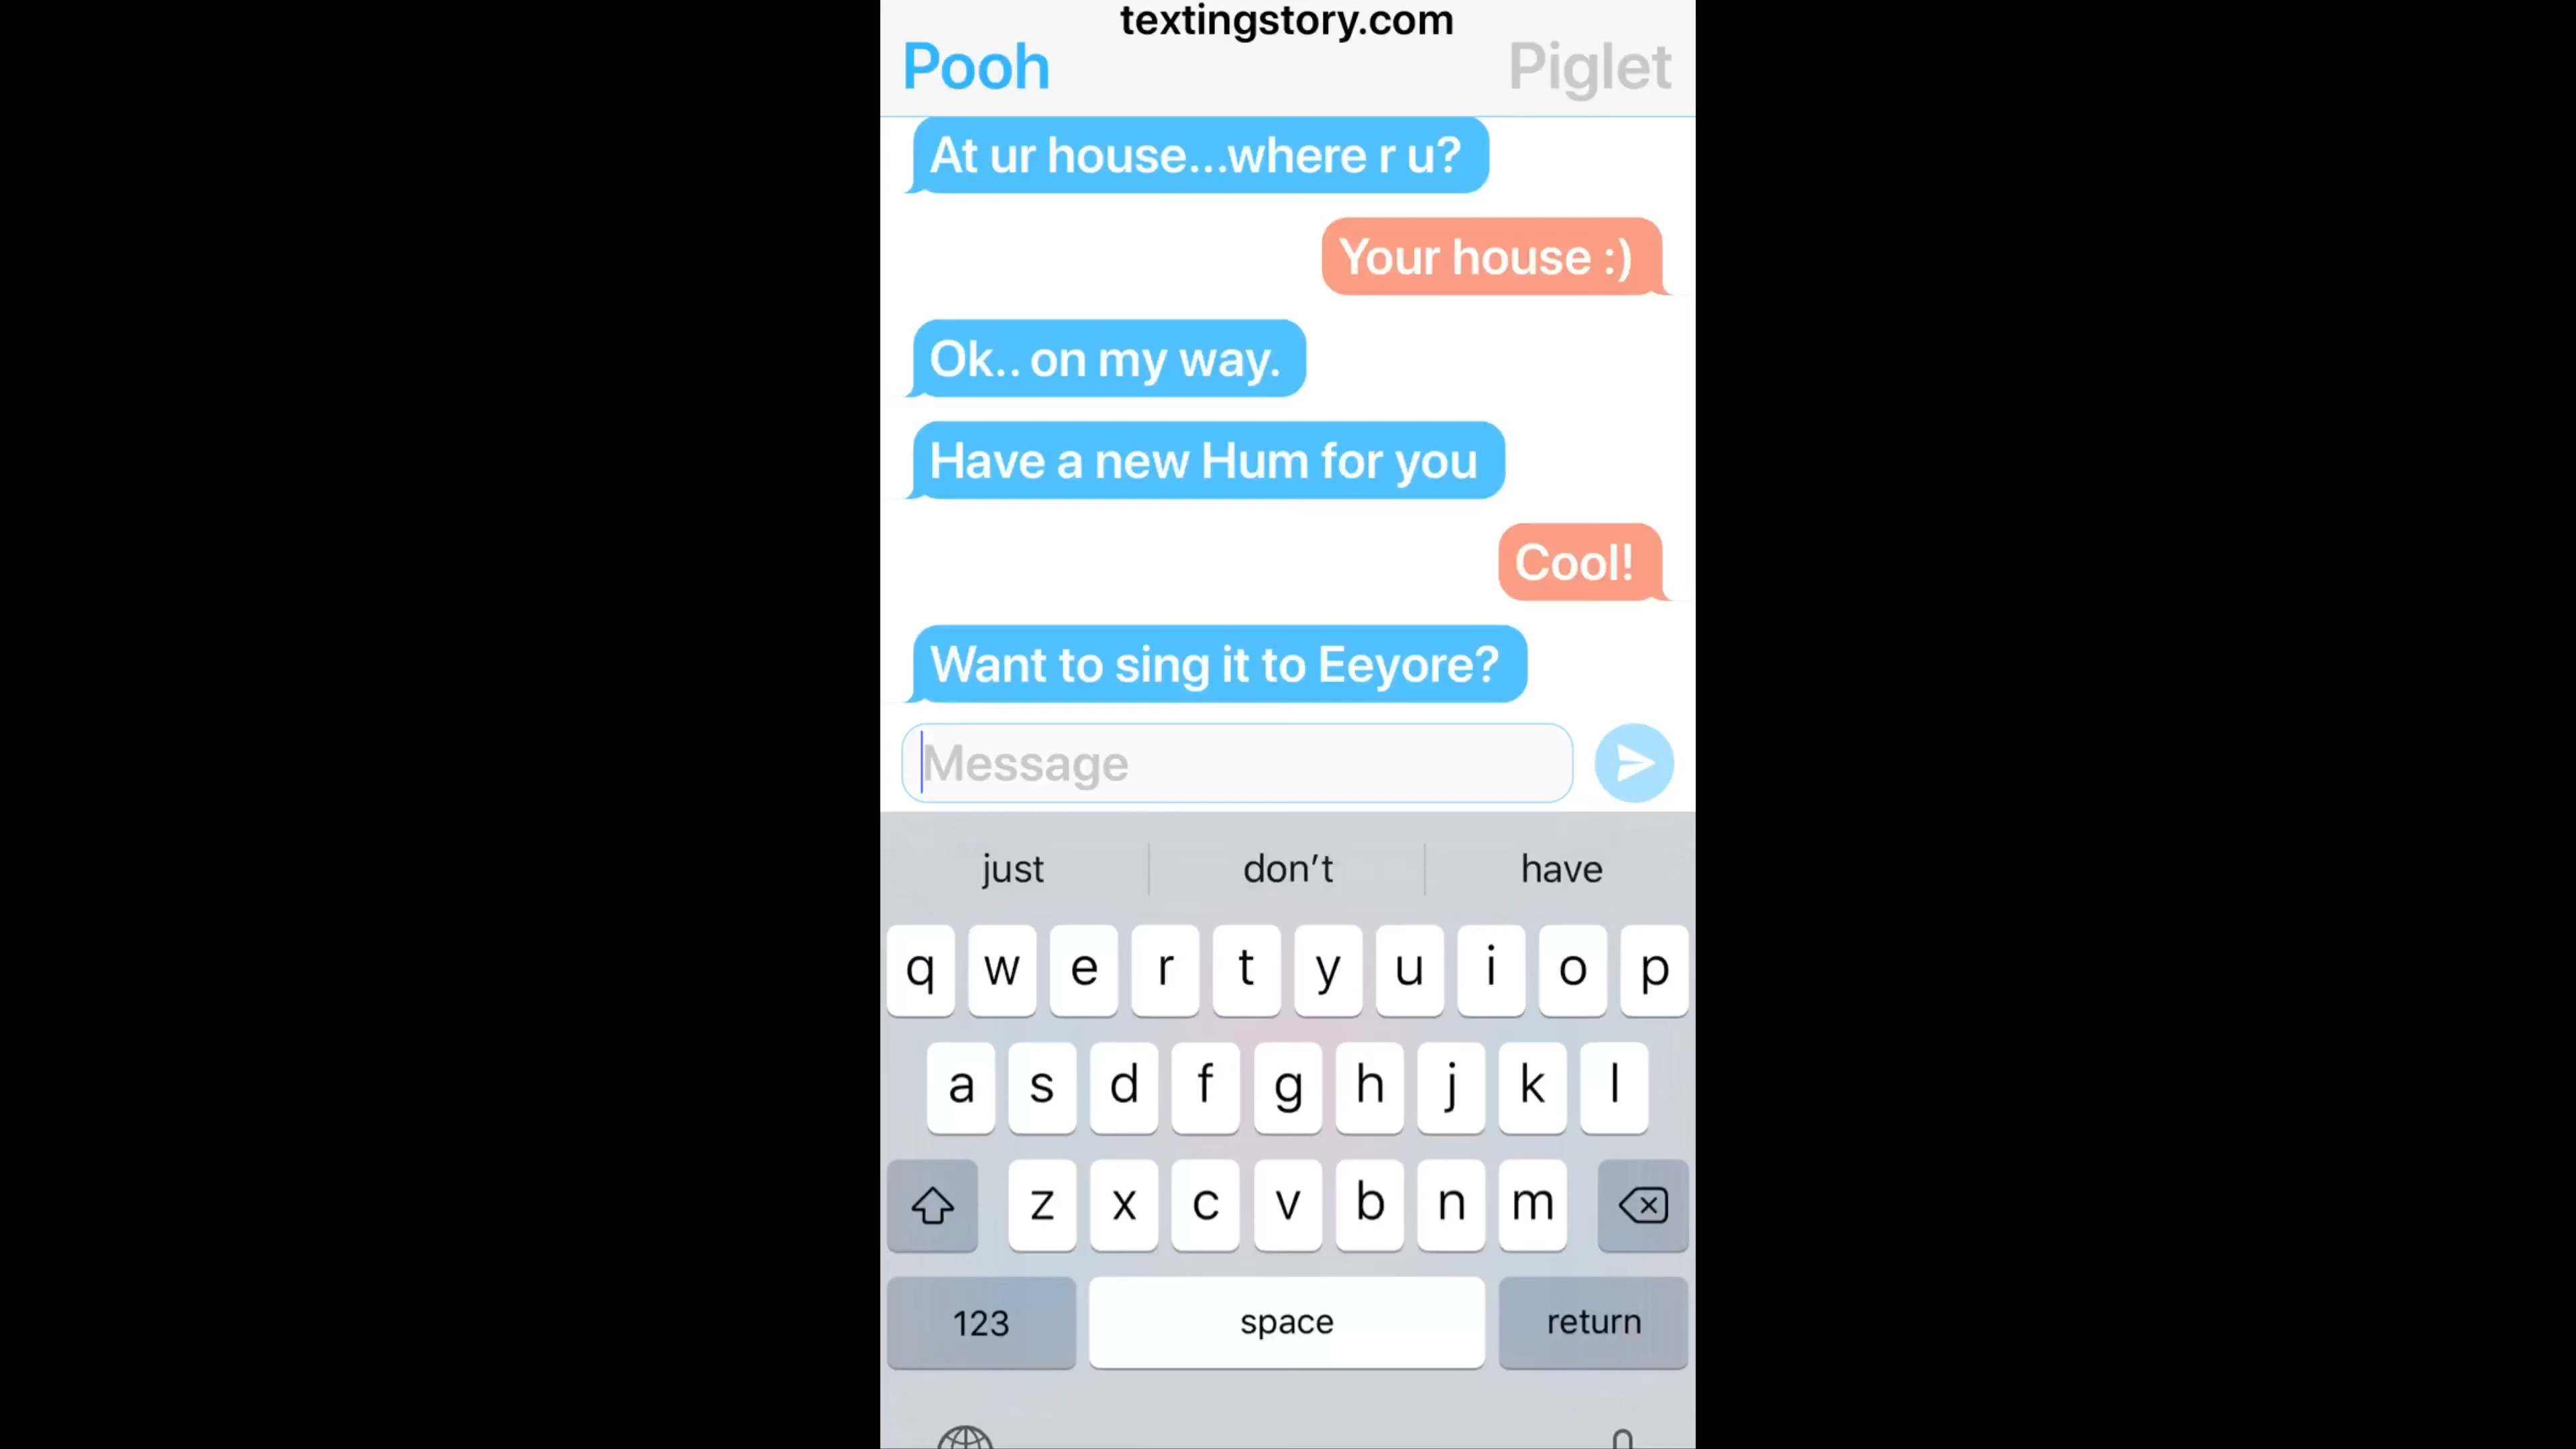 textingstory.com
Pooh
Piglet
At ur house...where r u?
Your house :)
Ok.. on my way.
Have a new Hum for you
Cool!
Want to sing it to Eeyore?
Message
just don't have
q w e r t y u i o p
a s d f g h j k l
z x c v b n m
123 space return